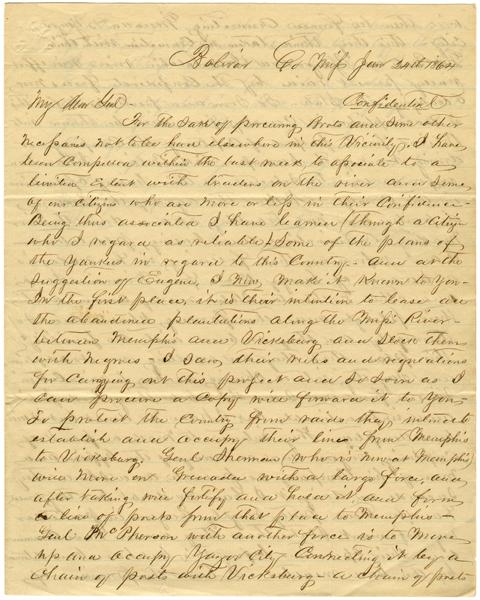 Bolivar Co Miss Jan 24th 1864
My Dear Genl - Confidential
For the sake of procuring Boots and Some other
Necessaries not to be have elsewhere in this Vicinity, I have
been Compelled within the last week to associate to a
limited Extent with traders on the river and Some
of our citizens who are more or less in their Confidence -
Being thus associated I have learned (through a Citizen
who I regard as reliable) Some of the plans of
the Yankees in regard to this Country - and at the
Suggestion of Eugene, I now, make it Known to You -
In the first place, it is their intention to lease all
the abandoned plantations along the Miss River -
between Memphis and Vicksburg and Stock them
with Negroes - I saw their rules and regulations
for Carrying out this project and So Soon as I
Can procure a Copy will forward it to You -
To protect the Country from raids they intend to
establish and occupy their line from Memphis
to Vicksburg, Genl Sherman (who is now at Memphis)
will move on Grenada with a large force, and
after taking will fortify and hold it and form
a line of posts from that place to Memphis -
Genl McPherson with another force is to Move
up and occupy Yazoo City Connecting it by a
Chain of posts with Vicksburg - a Chain of posts